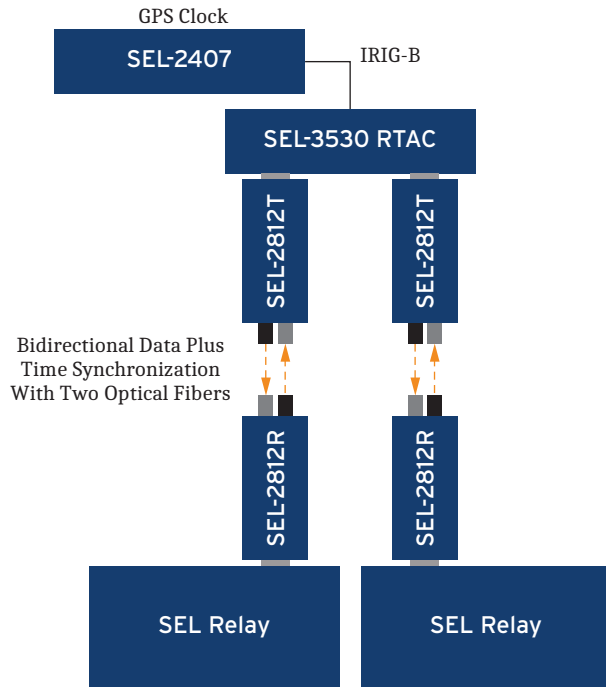 GPS Clock
SEL-2407
IRIG-B
SEL-3530 RTAC
SEL-2812T
SEL-2812T
Bidirectional Data Plus
Time Synchronization
With Two Optical Fibers
SEL-2812R
SEL-2812R
SEL Relay
SEL Relay